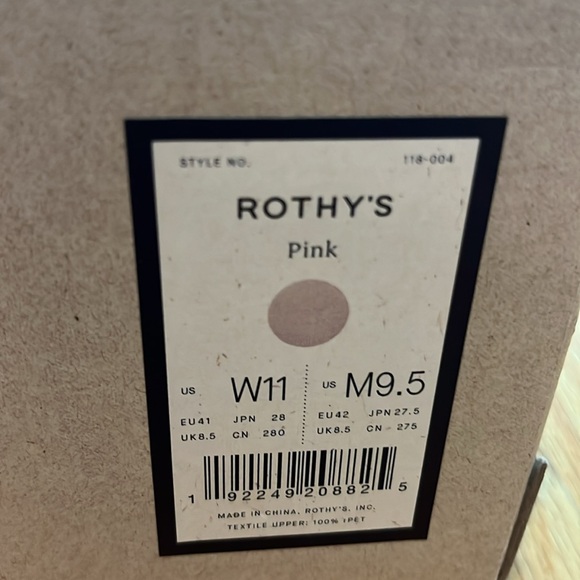 STYLE NO. 118-004
ROTHY'S
Pink
US W11 US M9.5
EU41 JPN 28 EU42 JPN 27.5
UK8.5 CN 280 UK8.5 CN 275
1 92249 20882 5
MADE IN CHINA, ROTHY'S, INC.
TEXTILE UPPER: 100% rPET